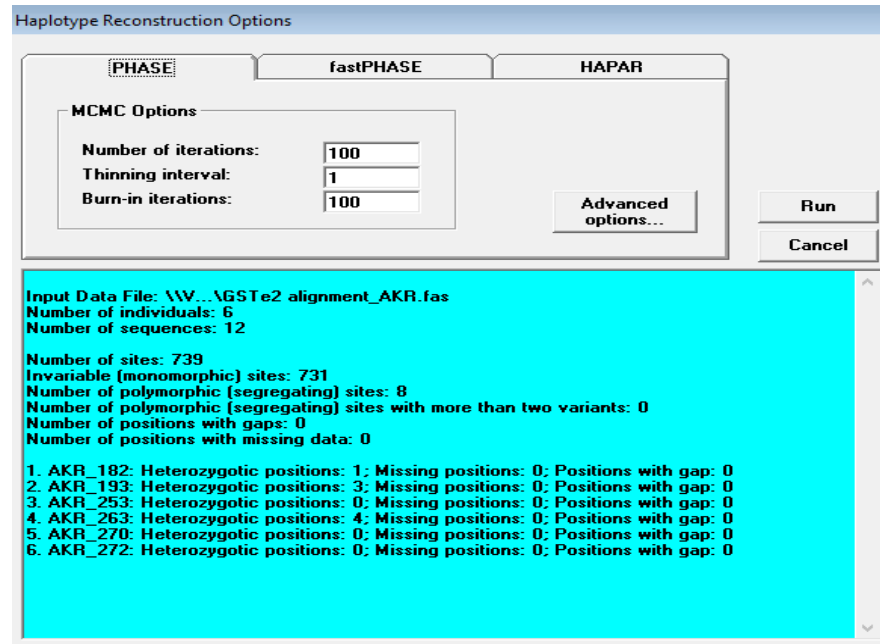 Haplotype Reconstruction Options
PHASE fastPHASE HAPAR
MCMC Options
Number of iterations: 100
Thinning interval: 1
Burn-in iterations: 100
Advanced options...
Run
Cancel
Input Data File: \\V...\GSTe2 alignment_AKR.fas
Number of individuals: 6
Number of sequences: 12
Number of sites: 739
Invariable (monomorphic) sites: 731
Number of polymorphic (segregating) sites: 8
Number of polymorphic (segregating) sites with more than two variants: 0
Number of positions with gaps: 0
Number of positions with missing data: 0
1. AKR_182: Heterozygotic positions: 1; Missing positions: 0; Positions with gap: 0
2. AKR_193: Heterozygotic positions: 3; Missing positions: 0; Positions with gap: 0
3. AKR_253: Heterozygotic positions: 0; Missing positions: 0; Positions with gap: 0
4. AKR_263: Heterozygotic positions: 4; Missing positions: 0; Positions with gap: 0
5. AKR_270: Heterozygotic positions: 0; Missing positions: 0; Positions with gap: 0
6. AKR_272: Heterozygotic positions: 0; Missing positions: 0; Positions with gap: 0